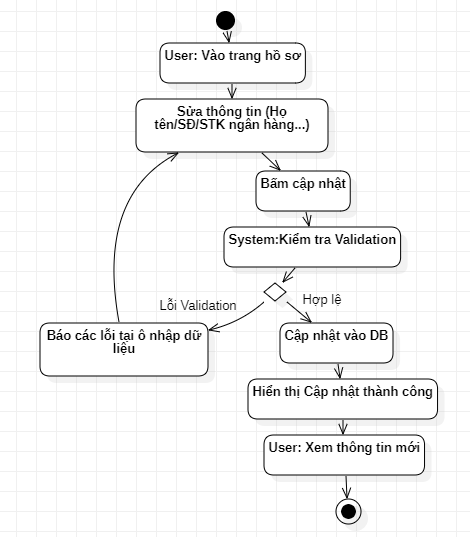 User: Vào trang hồ sơ
Sửa thông tin (Họ
tên/SĐ/STK ngân hàng...)
Bấm cập nhật
System:Kiểm tra Validation
Lỗi Validation
Hợp lệ
Báo các lỗi tại ô nhập dữ
liệu
Cập nhật vào DB
Hiển thị Cập nhật thành công
User: Xem thông tin mới